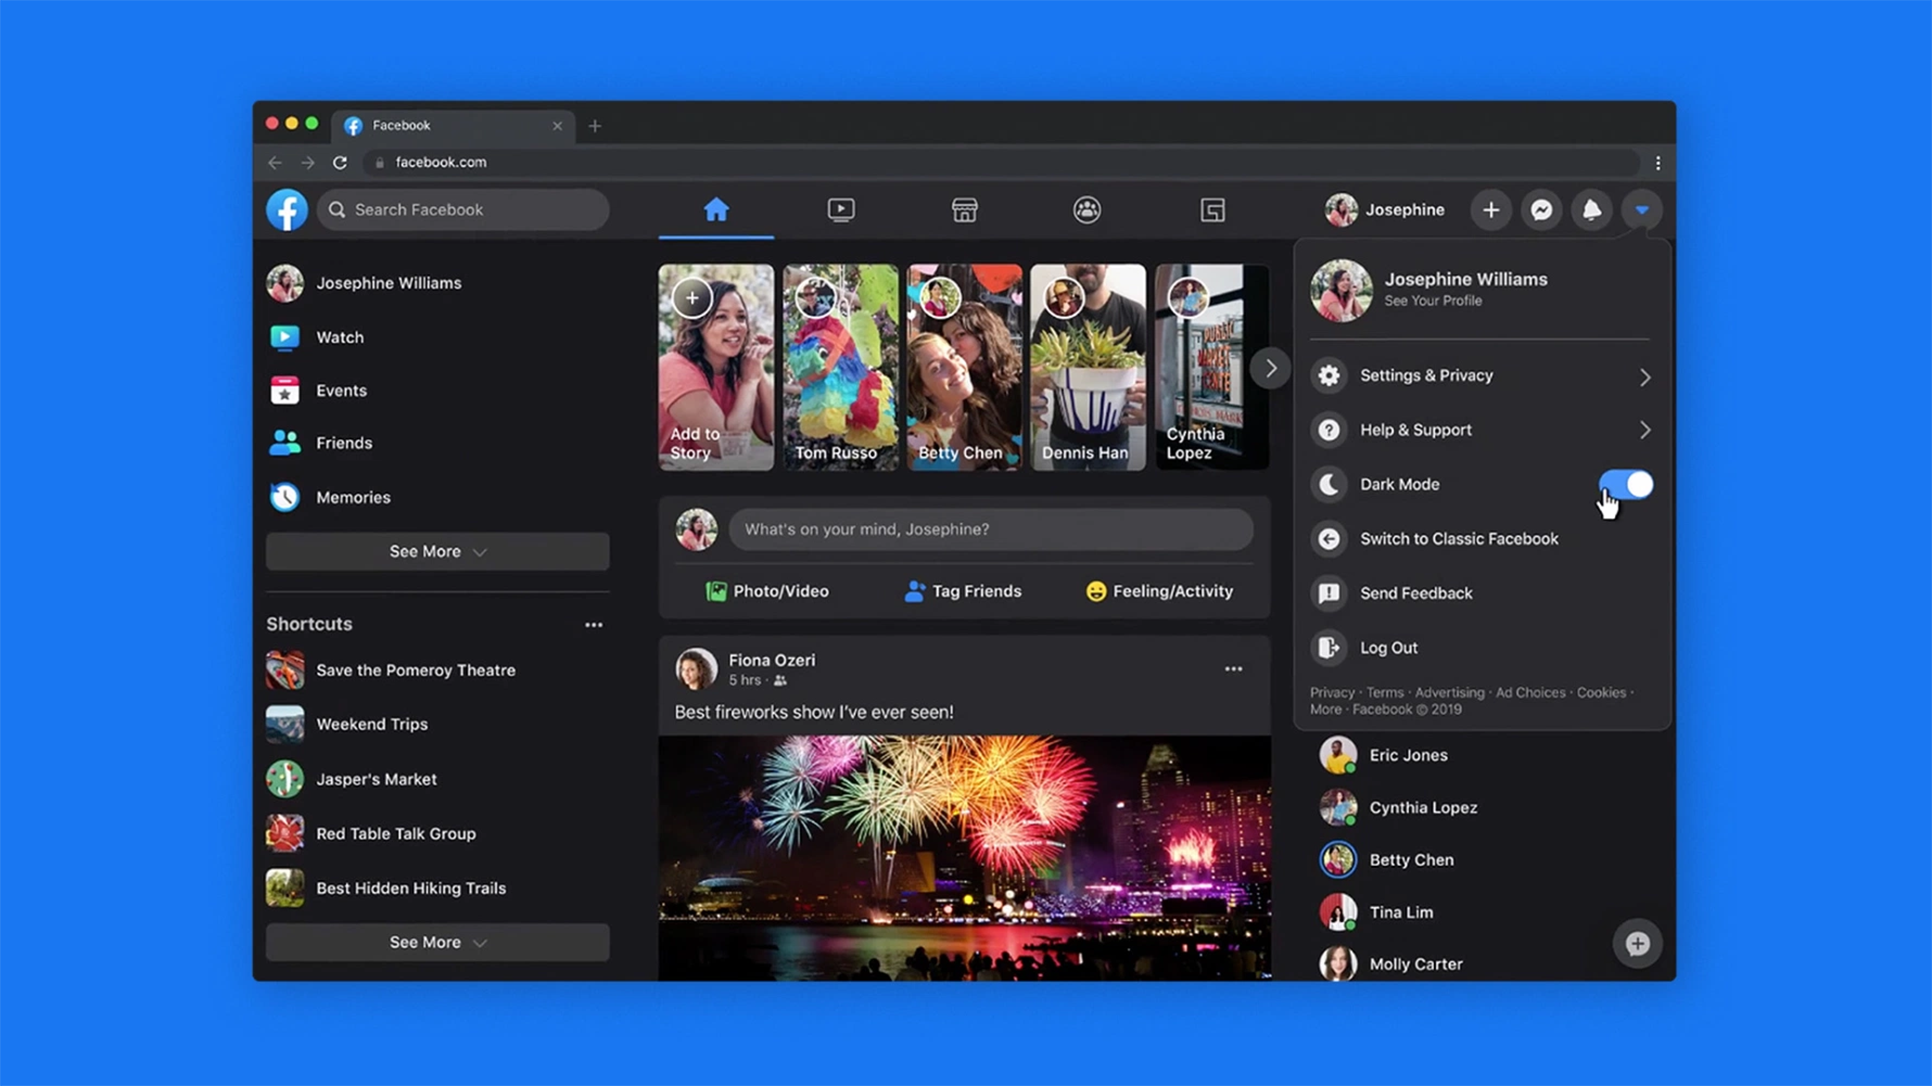 Facebook
facebook.com
Search Facebook
Josephine
Josephine Williams
Watch
Events
Friends
Memories
See More
Shortcuts
Save the Pomeroy Theatre
Weekend Trips
Jasper's Market
Red Table Talk Group
Best Hidden Hiking Trails
See More
Add to
Story
Tom Russo
Betty Chen
Dennis Han
Cynthia
Lopez
What's on your mind, Josephine?
Photo/Video
Tag Friends
Feeling/Activity
Fiona Ozeri
5 hrs ·
Best fireworks show I've ever seen!
Josephine Williams
See Your Profile
Settings & Privacy
Help & Support
Dark Mode
Switch to Classic Facebook
Send Feedback
Log Out
Privacy · Terms · Advertising · Ad Choices · Cookies ·
More · Facebook © 2019
Eric Jones
Cynthia Lopez
Betty Chen
Tina Lim
Molly Carter